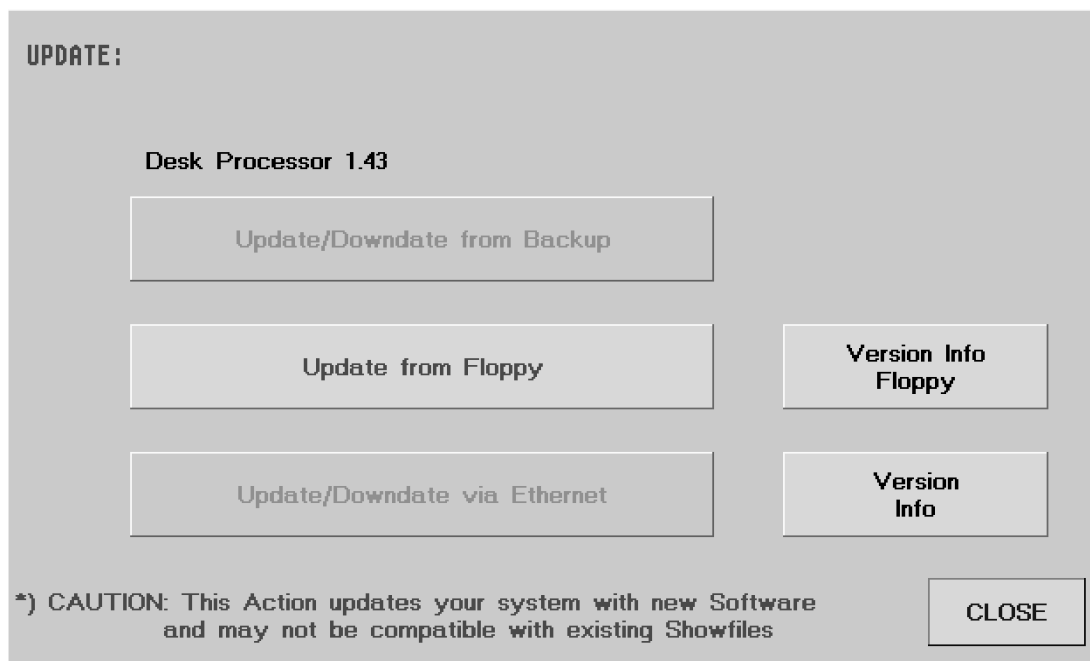 UPDATE:
Desk Processor 1.43
Update/Downdate from Backup
Update from Floppy
Version Info
Floppy
Update/Downdate via Ethernet
Version
Info
*) CAUTION: This Action updates your system with new Software
and may not be compatible with existing Showfiles
CLOSE